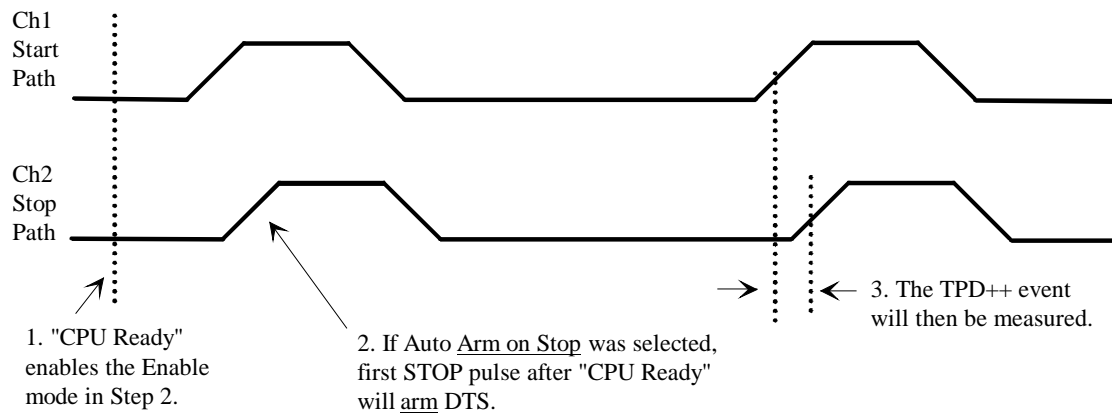 Ch1
Start
Path
Ch2
Stop
Path
1. "CPU Ready"
enables the Enable
mode in Step 2.
2. If Auto Arm on Stop was selected,
first STOP pulse after "CPU Ready"
will arm DTS.
3. The TPD++ event
will then be measured.